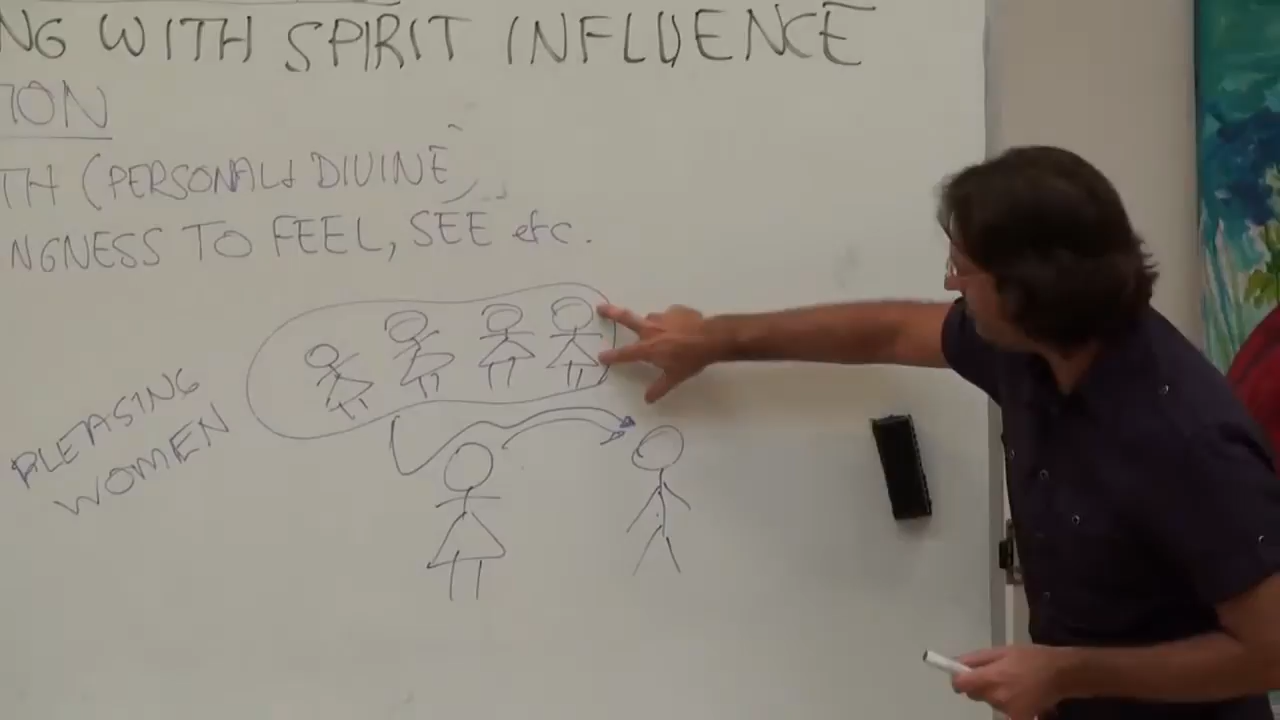 NG WITH SPIRIT INFLUENCE
TION
TH (PERSONAL & DIVINE)
NGNESS TO FEEL, SEE etc.
PLEASING
WOMEN